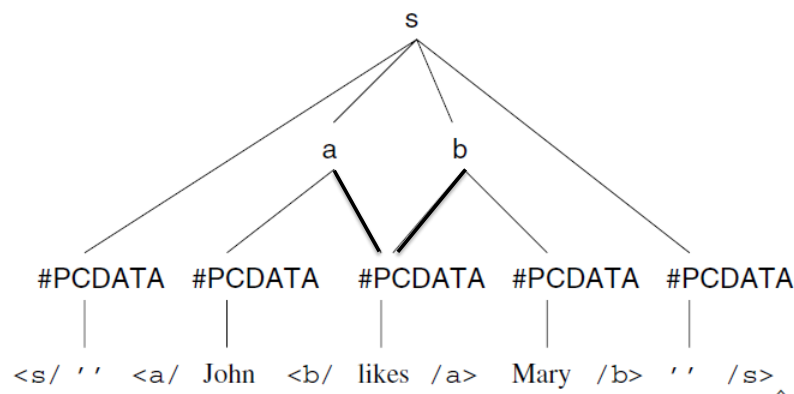 s
a b
#PCDATA #PCDATA #PCDATA #PCDATA #PCDATA
<s/ '' <a/ John <b/ likes /a> Mary /b> '' /s>